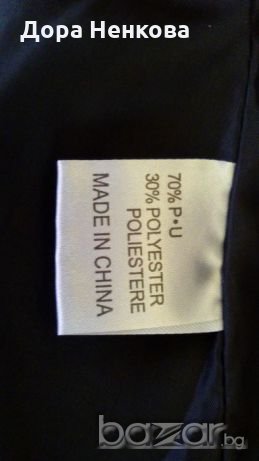 Дора Ненкова
70% P•U
30% POLYESTER
POLIESTERE
MADE IN CHINA
bazar.bg